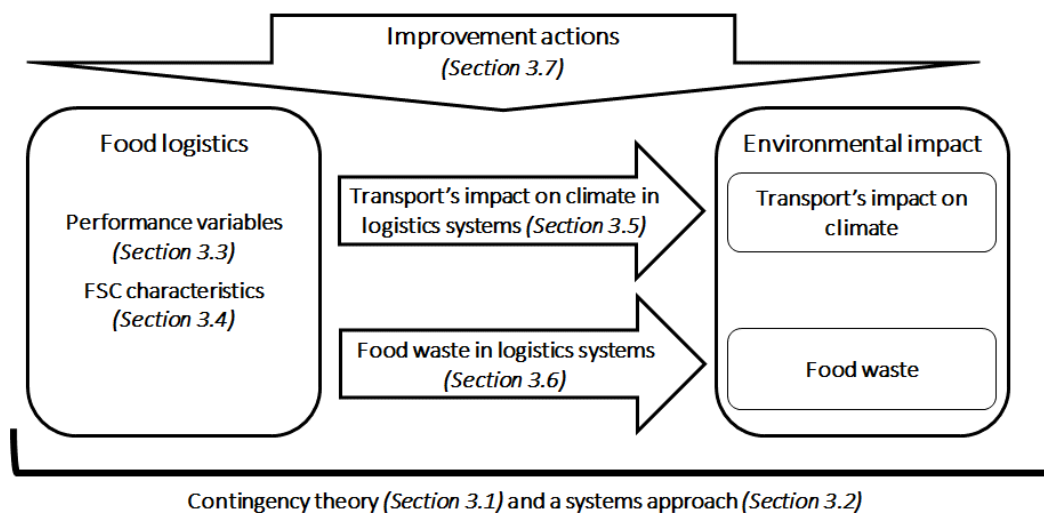 Improvement actions
(Section 3.7)
Food logistics
Performance variables
(Section 3.3)
FSC characteristics
(Section 3.4)
Transport's impact on climate in
logistics systems (Section 3.5)
Food waste in logistics systems
(Section 3.6)
Environmental impact
Transport's impact on
climate
Food waste
Contingency theory (Section 3.1) and a systems approach (Section 3.2)